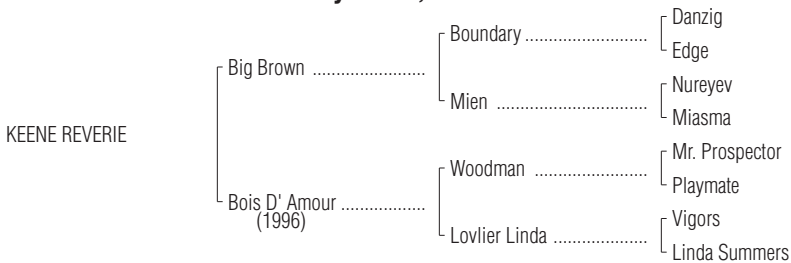 Danzig
Boundary ..........................
Edge
Big Brown ........................
Nureyev
Mien ................................
Miasma
KEENE REVERIE
Mr. Prospector
Woodman ........................
Playmate
Bois D' Amour ..................
(1996)
Vigors
Lovlier Linda ....................
Linda Summers